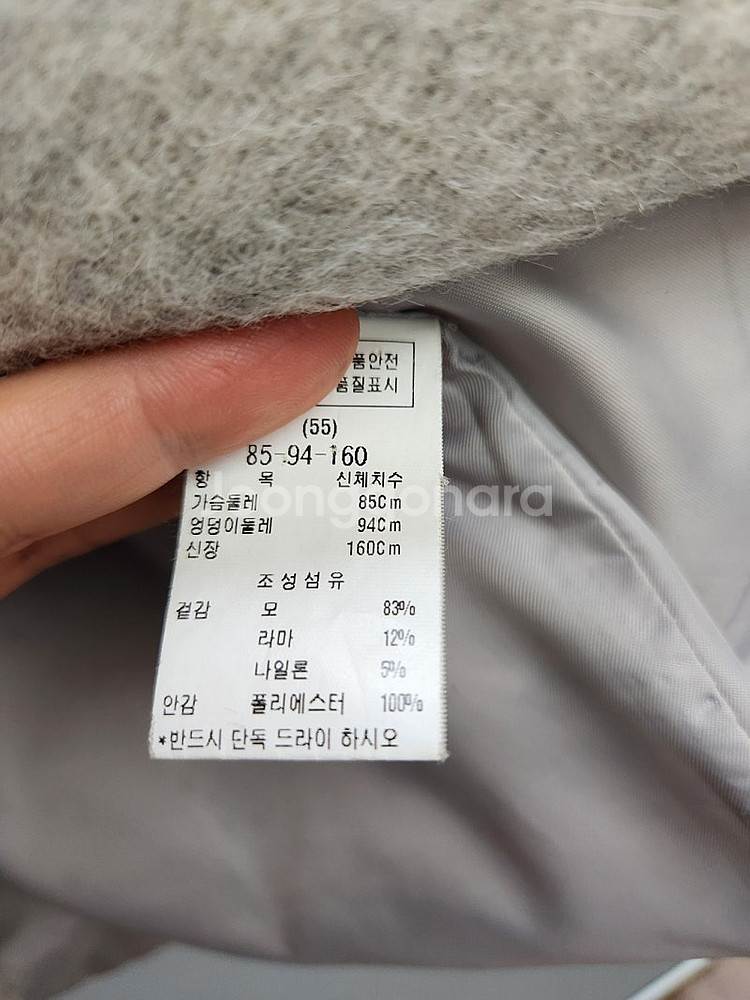 품안전
품질표시
(55)
85-94-160
항 목 신체치수
가슴둘레 85Cm
엉덩이둘레 94Cm
신장 160Cm
조성섬유
겉감 모 83%
라마 12%
나일론 5%
안감 폴리에스터 100%
*반드시 단독 드라이 하시오